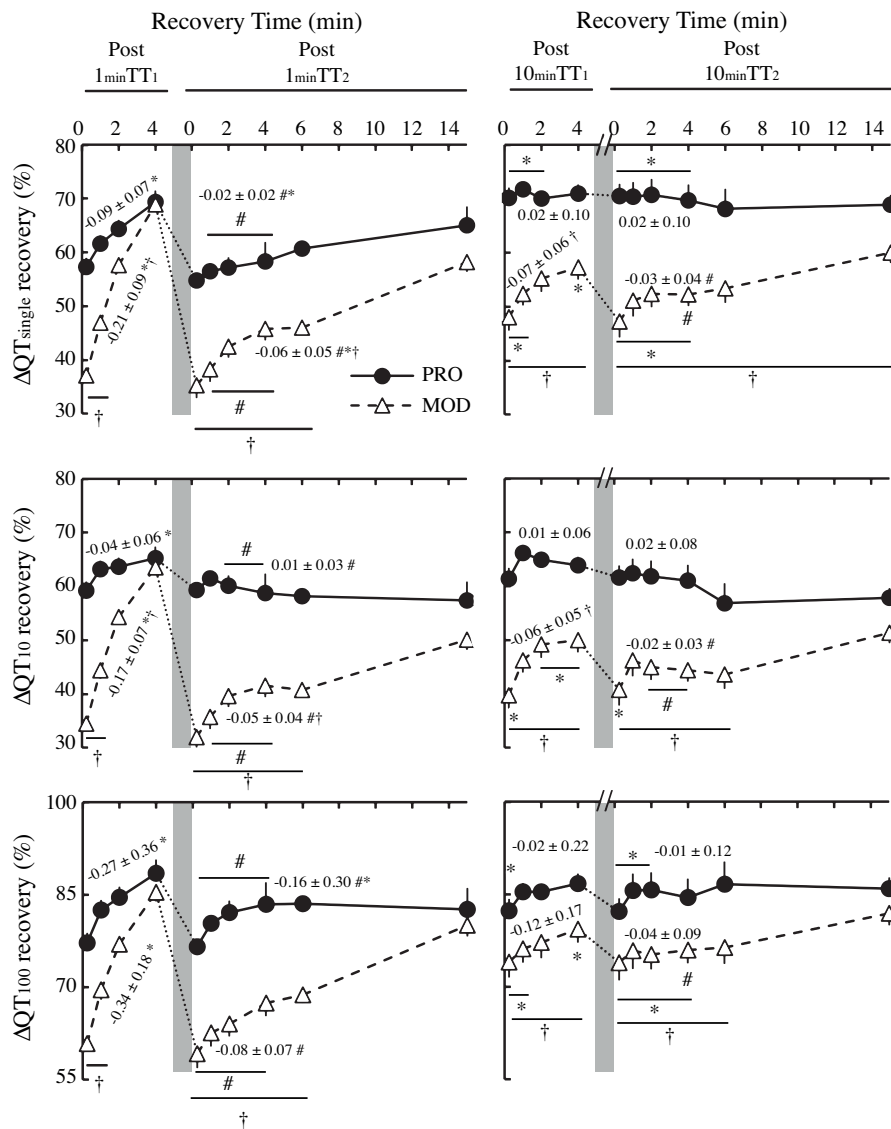 Recovery Time (min) Recovery Time (min)
Post Post Post Post
1minTT1 1minTT2 10minTT1 10minTT2
0 2 4 0 2 4 6 8 10 12 14 0 2 4 0 2 4 6 8 10 12 14
80
70
60
50
40
30
ΔQTsingle recovery (%)
-0.09 ± 0.07 *
-0.21 ± 0.09 *†
†
-0.02 ± 0.02 #*
#
-0.06 ± 0.05 #*†
#
†
PRO
MOD
* *
0.02 ± 0.10 0.02 ± 0.10
-0.07 ± 0.06 †
-0.03 ± 0.04 #
* #
* *
† †
80
70
60
50
40
30
ΔQT10 recovery (%)
-0.04 ± 0.06 *
-0.17 ± 0.07 *†
†
#
0.01 ± 0.03 #
-0.05 ± 0.04 #†
#
†
0.01 ± 0.06 0.02 ± 0.08
-0.06 ± 0.05 †
-0.02 ± 0.03 #
* #
* *
† †
100
85
70
55
ΔQT100 recovery (%)
-0.27 ± 0.36 *
-0.34 ± 0.18 *
†
#
-0.16 ± 0.30 #*
-0.08 ± 0.07 #
#
†
-0.02 ± 0.22 -0.01 ± 0.12
* *
-0.12 ± 0.17
-0.04 ± 0.09
* #
* *
† †